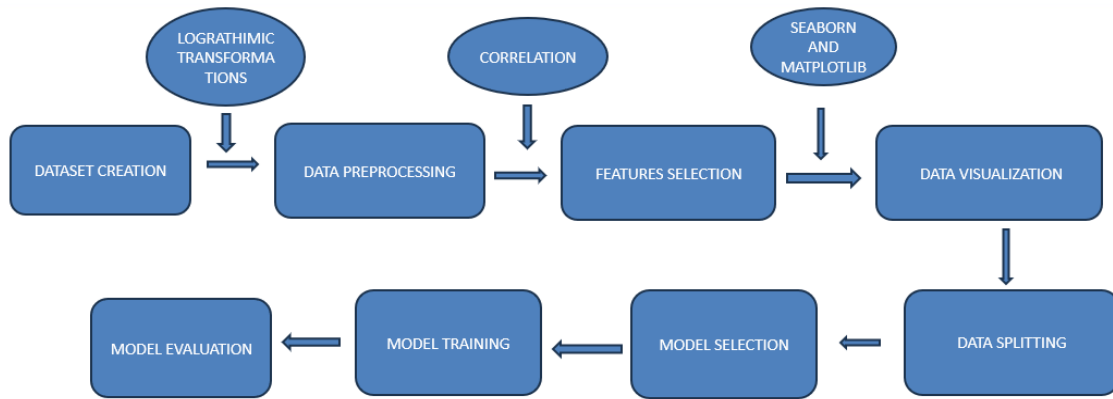 LOGRATHIMIC
TRANSFORMA
TIONS
CORRELATION
SEABORN
AND
MATPLOTLIB
DATASET CREATION
DATA PREPROCESSING
FEATURES SELECTION
DATA VISUALIZATION
MODEL EVALUATION
MODEL TRAINING
MODEL SELECTION
DATA SPLITTING